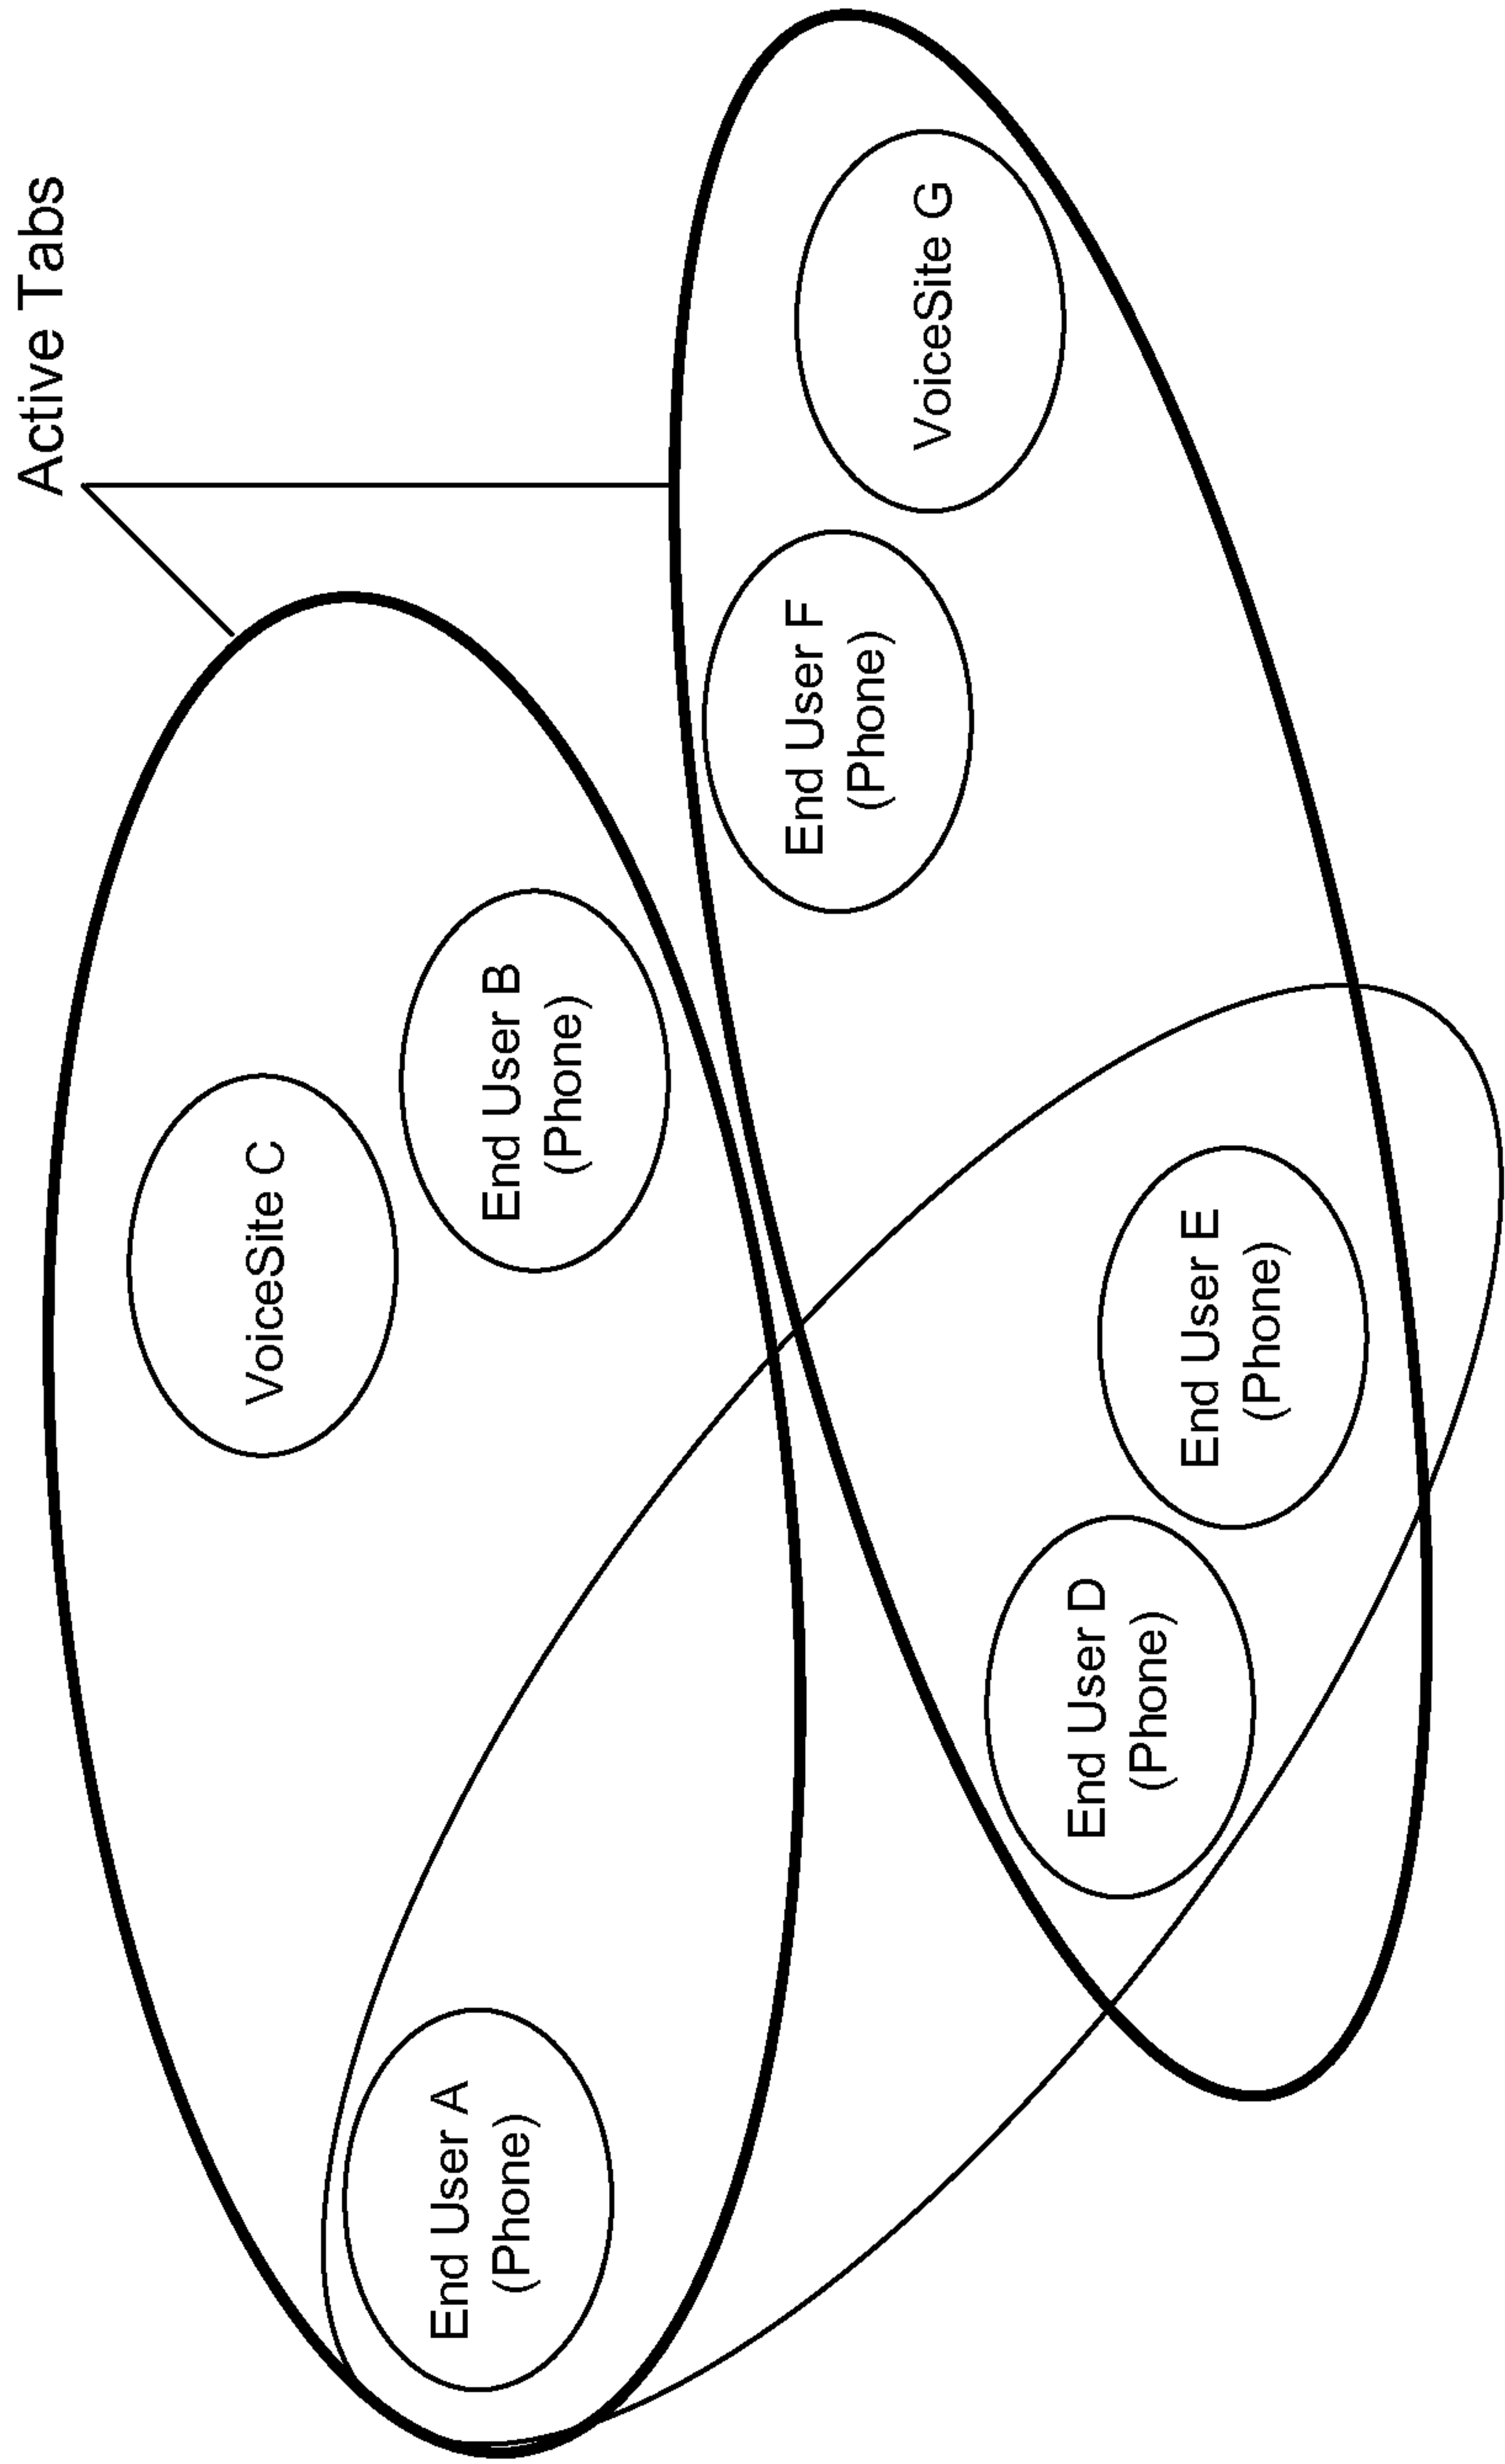 Active Tabs
VoiceSite C
End User B
(Phone)
End User A
(Phone)
End User F
(Phone)
VoiceSite G
End User D
(Phone)
End User E
(Phone)